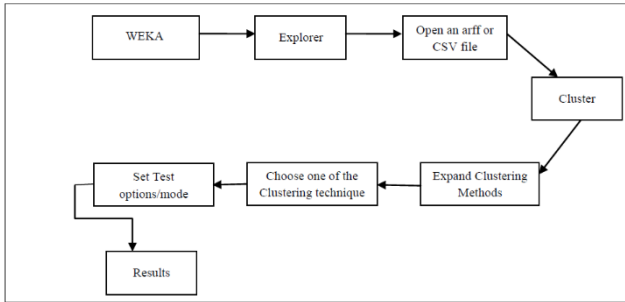 WEKA
Explorer
Open an arff or
CSV file
Cluster
Expand Clustering
Methods
Choose one of the
Clustering technique
Set Test
options/mode
Results